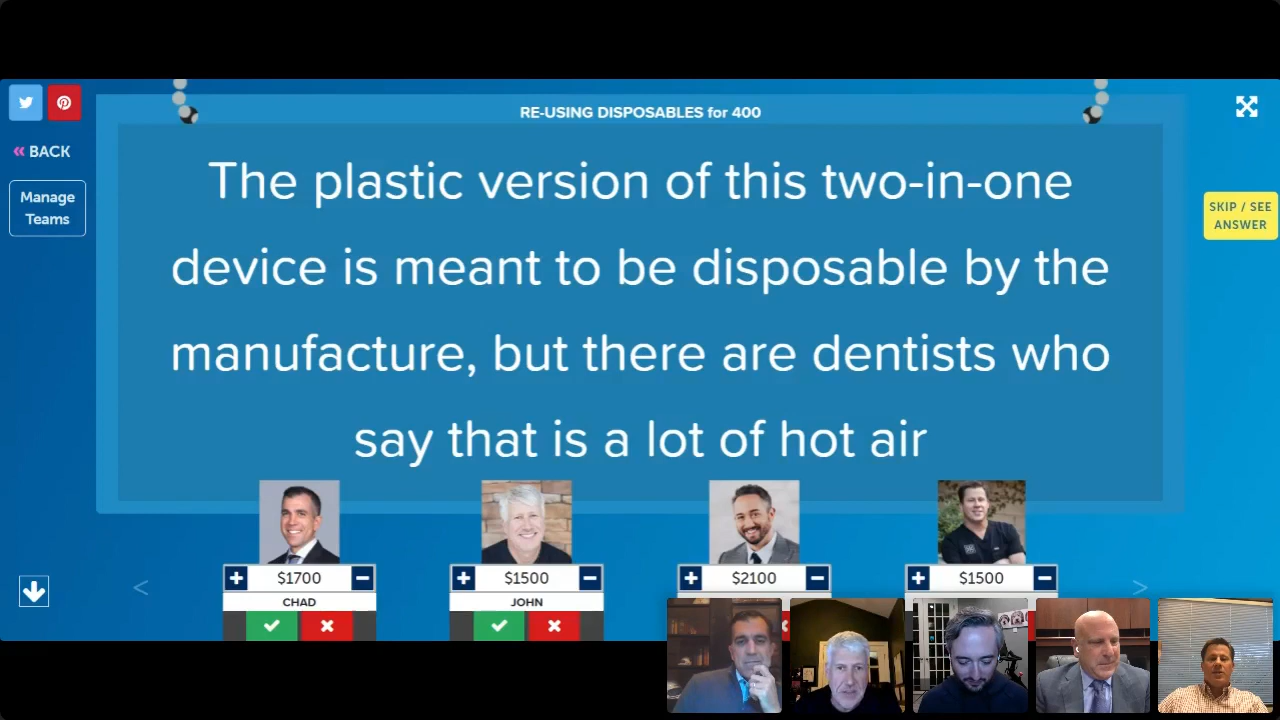 RE-USING DISPOSABLES for 400
« BACK
Manage
Teams
SKIP / SEE
ANSWER
The plastic version of this two-in-one
device is meant to be disposable by the
manufacture, but there are dentists who
say that is a lot of hot air
$1700
$1500
$2100
$1500
CHAD
JOHN